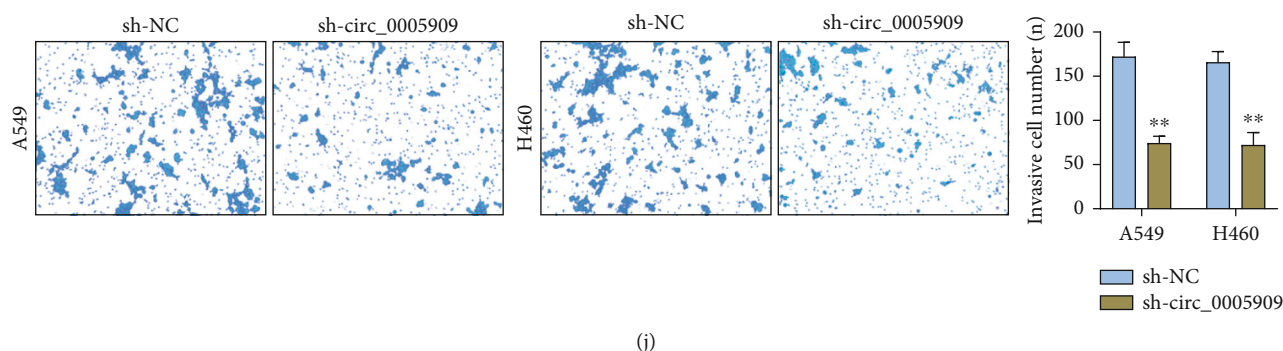 sh-NC
sh-circ_0005909
sh-NC
sh-circ_0005909
A549
H460
Invasive cell number (n)
200
150
100
50
0
**
**
A549
H460
sh-NC
sh-circ_0005909
(j)